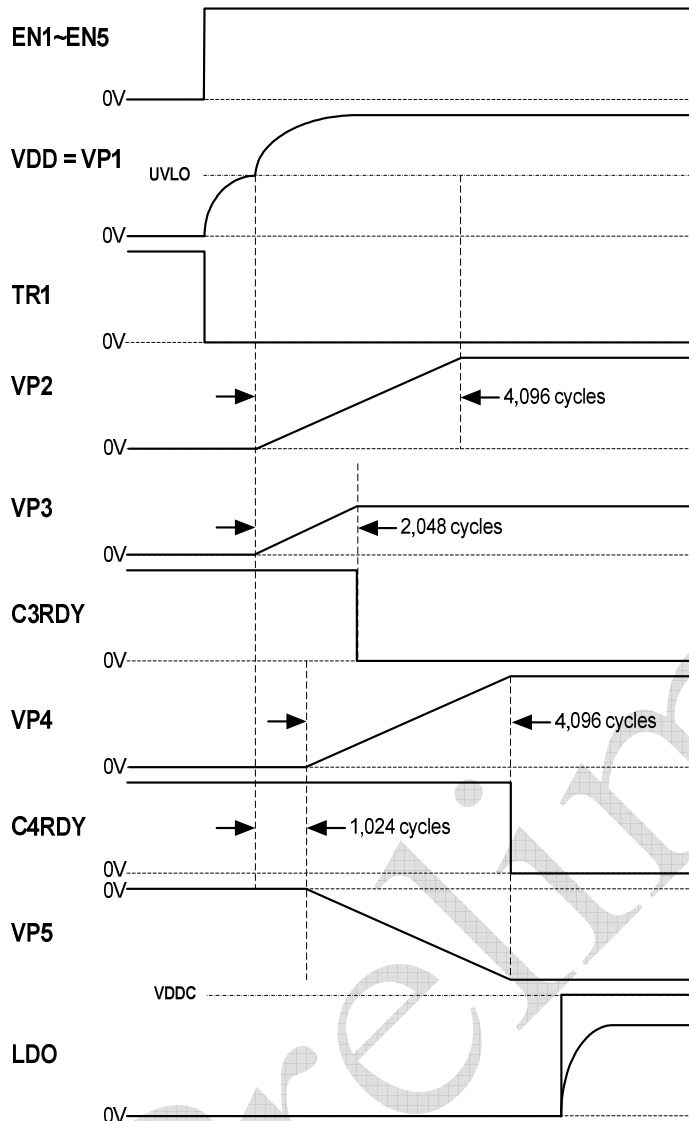 EN1~EN5
0V
VDD = VP1
UVLO
0V
TR1
0V
VP2
4,096 cycles
0V
VP3
2,048 cycles
0V
C3RDY
0V
VP4
4,096 cycles
0V
C4RDY
1,024 cycles
0V
0V
VP5
VDDC
LDO
0V
relim